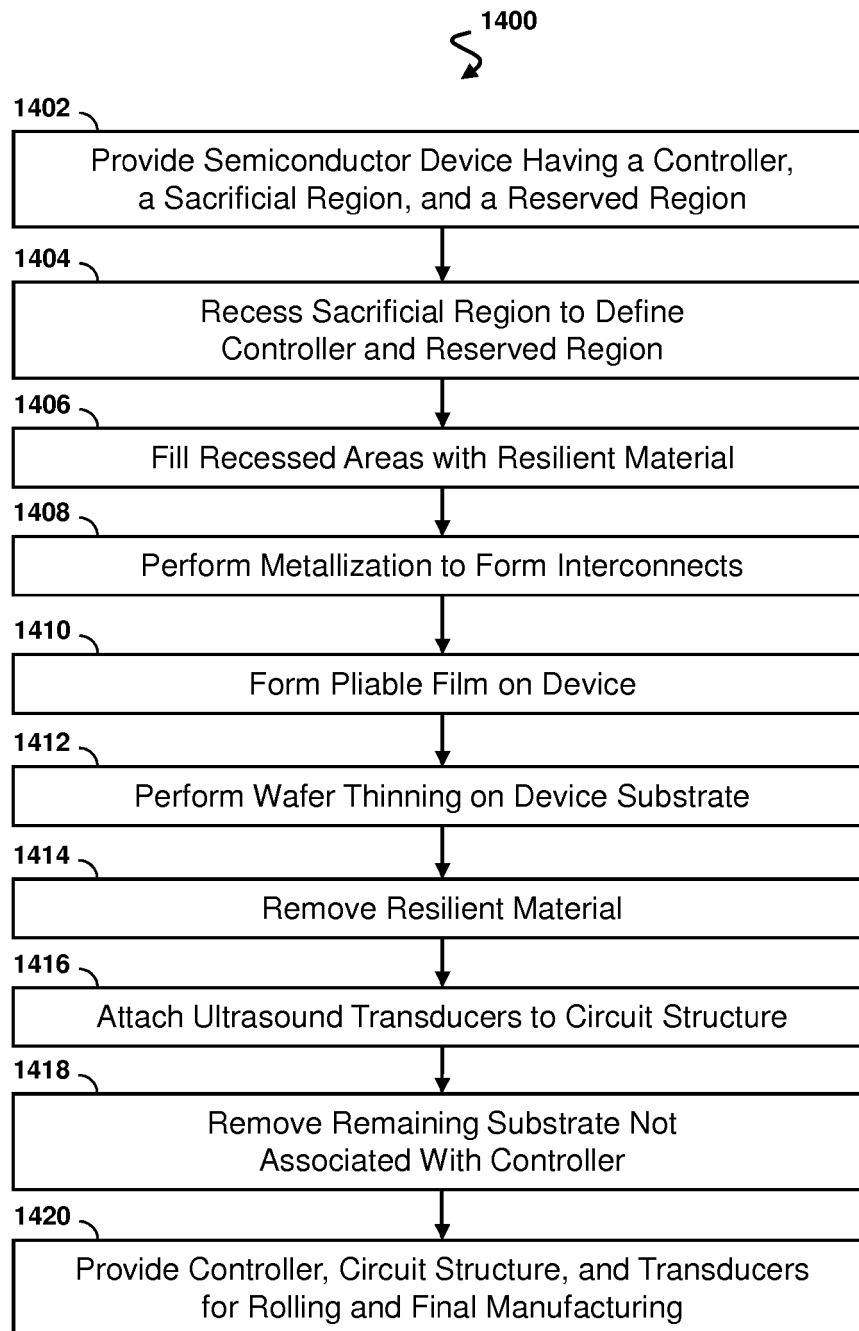 1400
1402
Provide Semiconductor Device Having a Controller,
a Sacrificial Region, and a Reserved Region
1404
Recess Sacrificial Region to Define
Controller and Reserved Region
1406
Fill Recessed Areas with Resilient Material
1408
Perform Metallization to Form Interconnects
1410
Form Pliable Film on Device
1412
Perform Wafer Thinning on Device Substrate
1414
Remove Resilient Material
1416
Attach Ultrasound Transducers to Circuit Structure
1418
Remove Remaining Substrate Not
Associated With Controller
1420
Provide Controller, Circuit Structure, and Transducers
for Rolling and Final Manufacturing